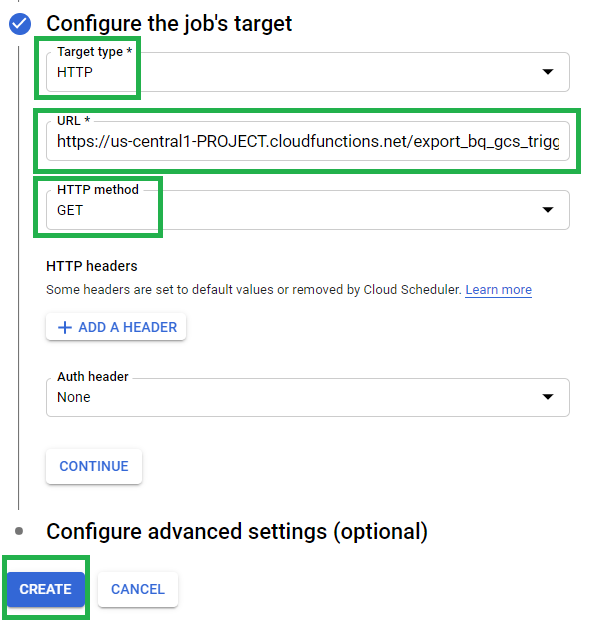 Configure the job's target
Target type *
HTTP
URL *
https://us-central1-PROJECT.cloudfunctions.net/export_bq_gcs_trigg
HTTP method
GET
HTTP headers
Some headers are set to default values or removed by Cloud Scheduler. Learn more
+ ADD A HEADER
Auth header
None
CONTINUE
Configure advanced settings (optional)
CREATE CANCEL